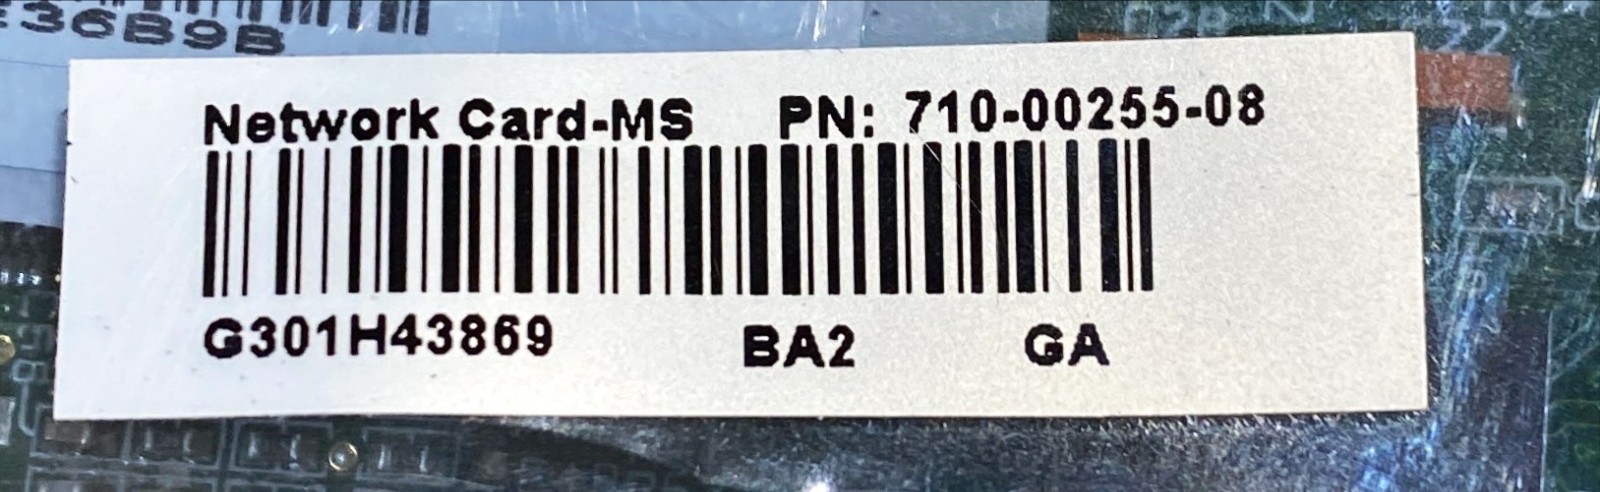 36B9B
Network Card-MS PN: 710-00255-08
G301H43869 BA2 GA